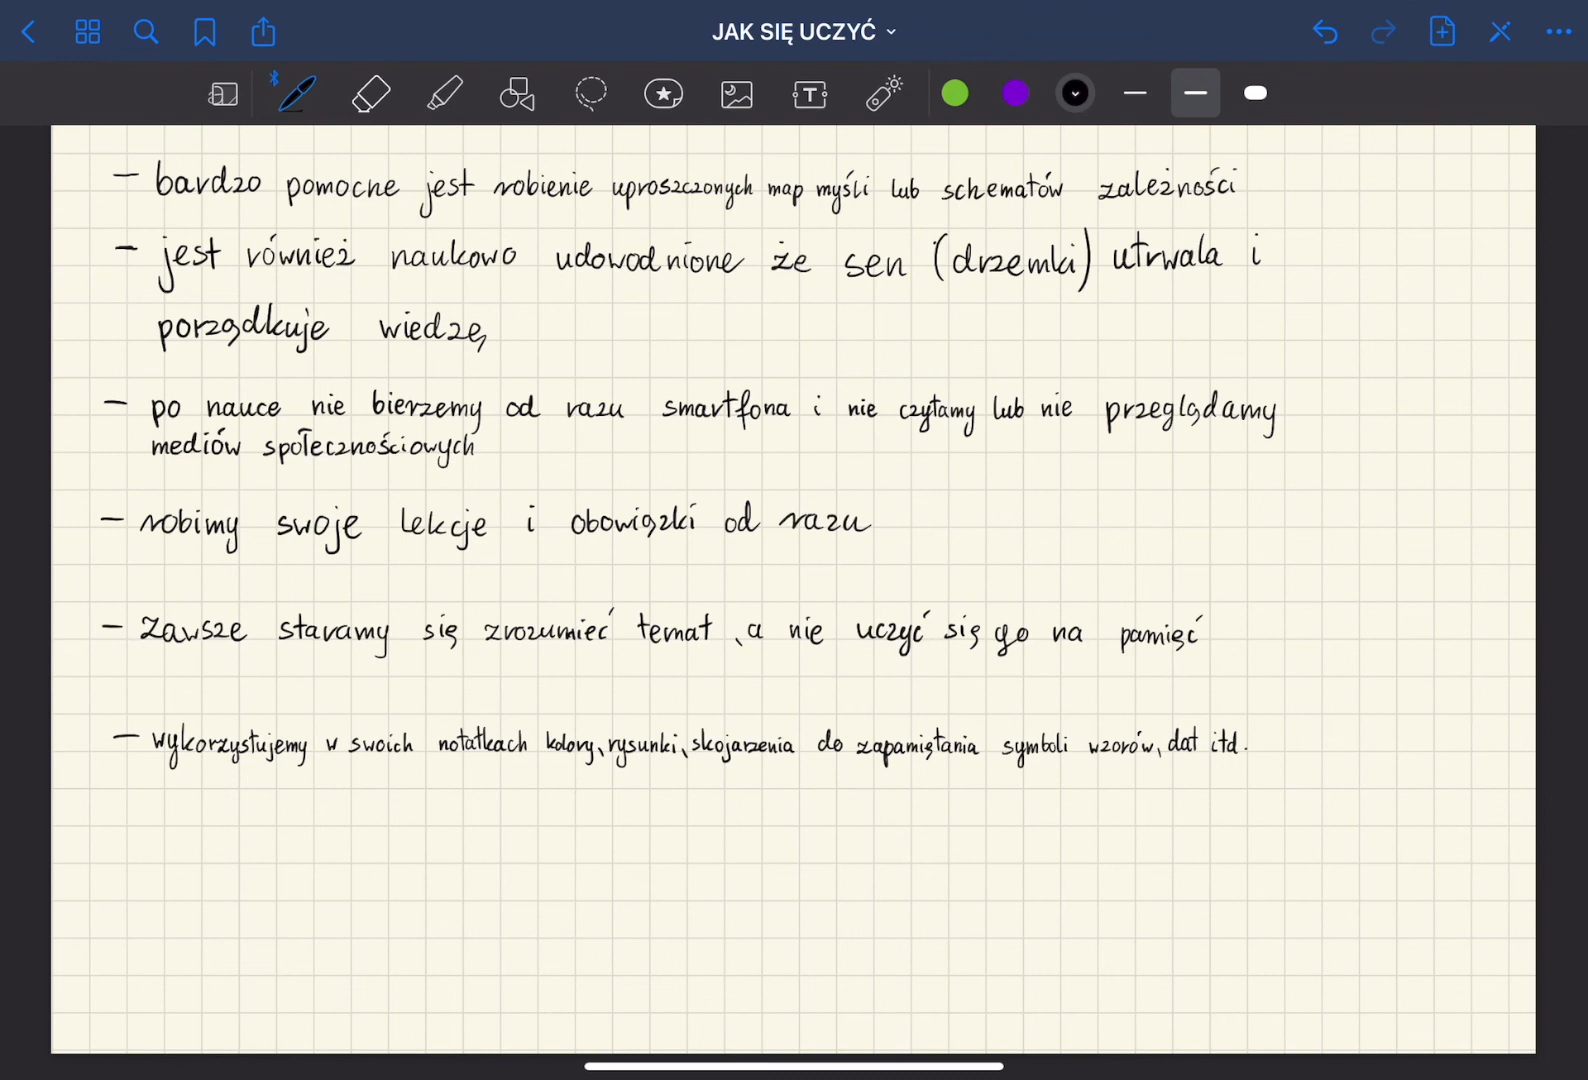 JAK SIĘ UCZYĆ
T
– bardzo pomocne jest robienie uproszczonych map myśli lub schematów zależności
– jest również naukowo udowodnione że sen (drzemki) utrwala i
porządkuje wiedzę
– po nauce nie bierzemy od razu smartfona i nie czytamy lub nie przeglądamy
mediów społecznościowych
– robimy swoje lekcje i obowiązki od razu
– zawsze staramy się zrozumieć temat, a nie uczyć się go na pamięć
– wykorzystujemy w swoich notatkach kolory, rysunki, skojarzenia do zapamiętania symboli wzorów, dat itd.